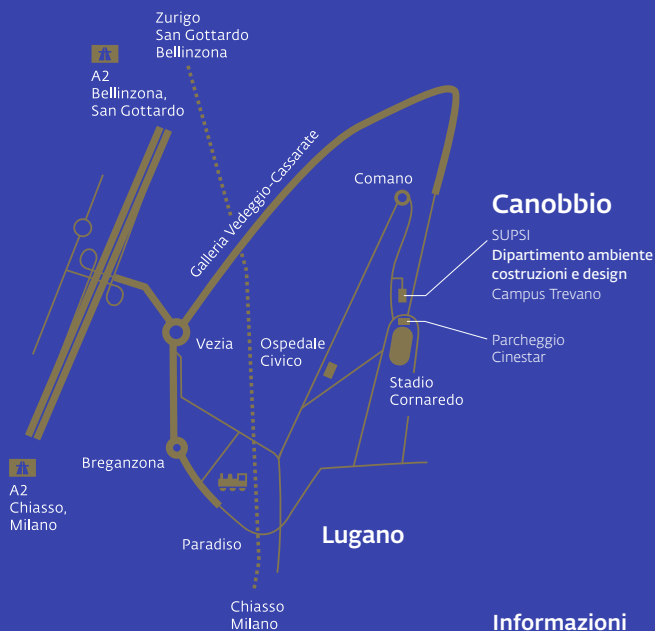 Zurigo
San Gottardo
Bellinzona
A2
Bellinzona,
San Gottardo
Galleria Vedeggio-Cassarate
Comano
Canobbio
SUPSI
Dipartimento ambiente
costruzioni e design
Campus Trevano
Vezia
Ospedale
Civico
Parcheggio
Cinestar
Stadio
Cornaredo
Breganzona
A2
Chiasso,
Milano
Paradiso
Lugano
Chiasso
Milano
Informazioni